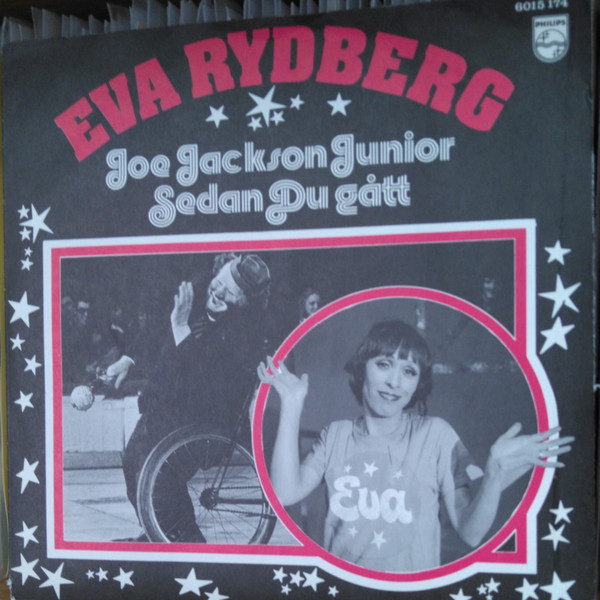 6015 174
PHILIPS
EVA RYDBERG
Joe Jackson Junior
Sedan Du gått
Eva